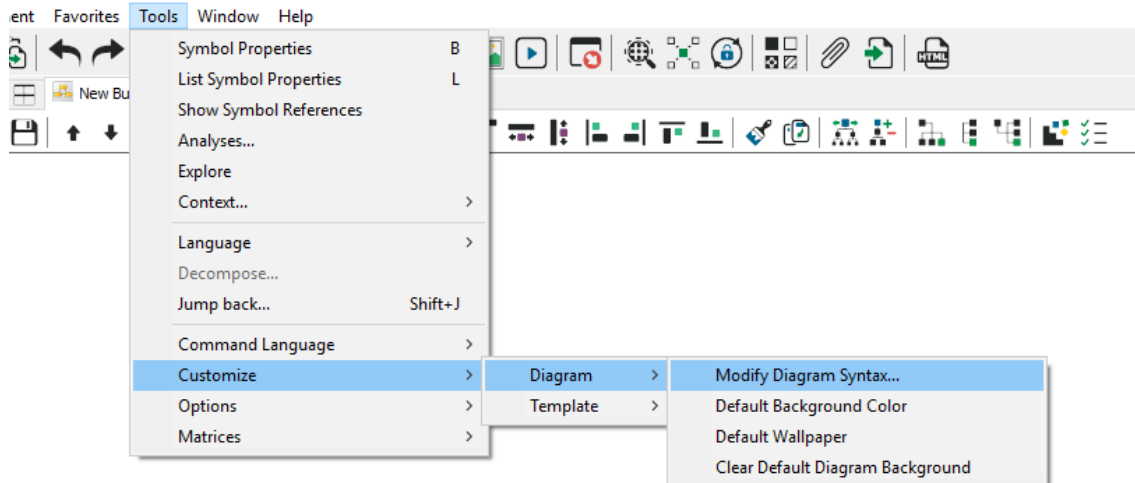 ent Favorites Tools Window Help
Symbol Properties B
New Bu
List Symbol Properties L
Show Symbol References
Analyses...
Explore
Context...
Language
Decompose...
Jump back... Shift+J
Command Language
Customize Diagram Modify Diagram Syntax...
Options Template Default Background Color
Matrices Default Wallpaper
Clear Default Diagram Background
HTML